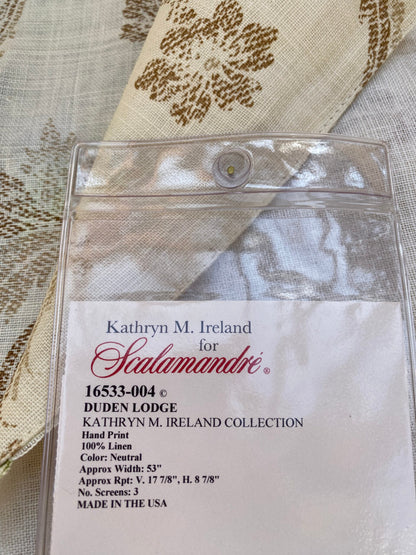 Kathryn M. Ireland
for
Scalamandré®
16533-004 ©
DUDEN LODGE
KATHRYN M. IRELAND COLLECTION
Hand Print
100% Linen
Color: Neutral
Approx Width: 53"
Approx Rpt: V. 17 7/8", H. 8 7/8"
No. Screens: 3
MADE IN THE USA